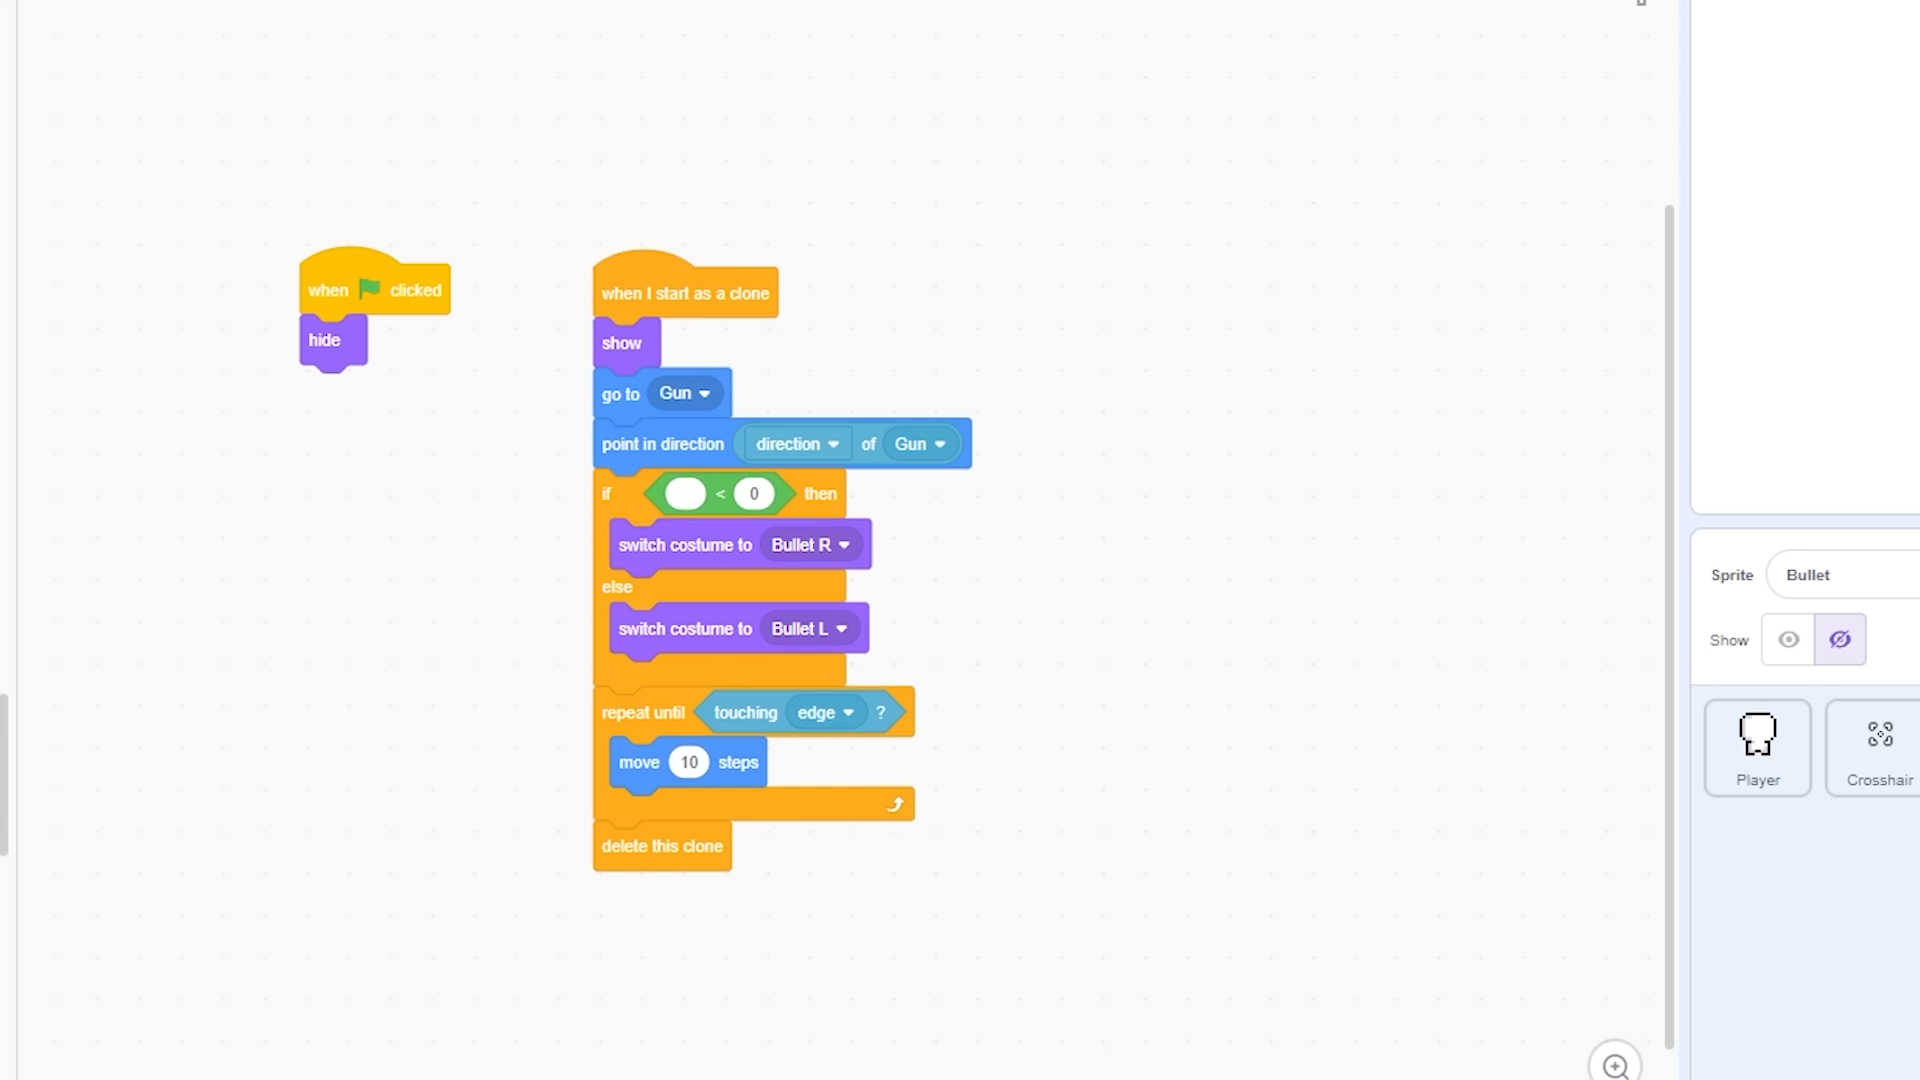 when clicked
hide
when I start as a clone
show
go to Gun
point in direction direction of Gun
if < 0 then
switch costume to Bullet R
else
switch costume to Bullet L
repeat until touching edge ?
move 10 steps
delete this clone
Sprite Bullet
Show
Player Crosshair